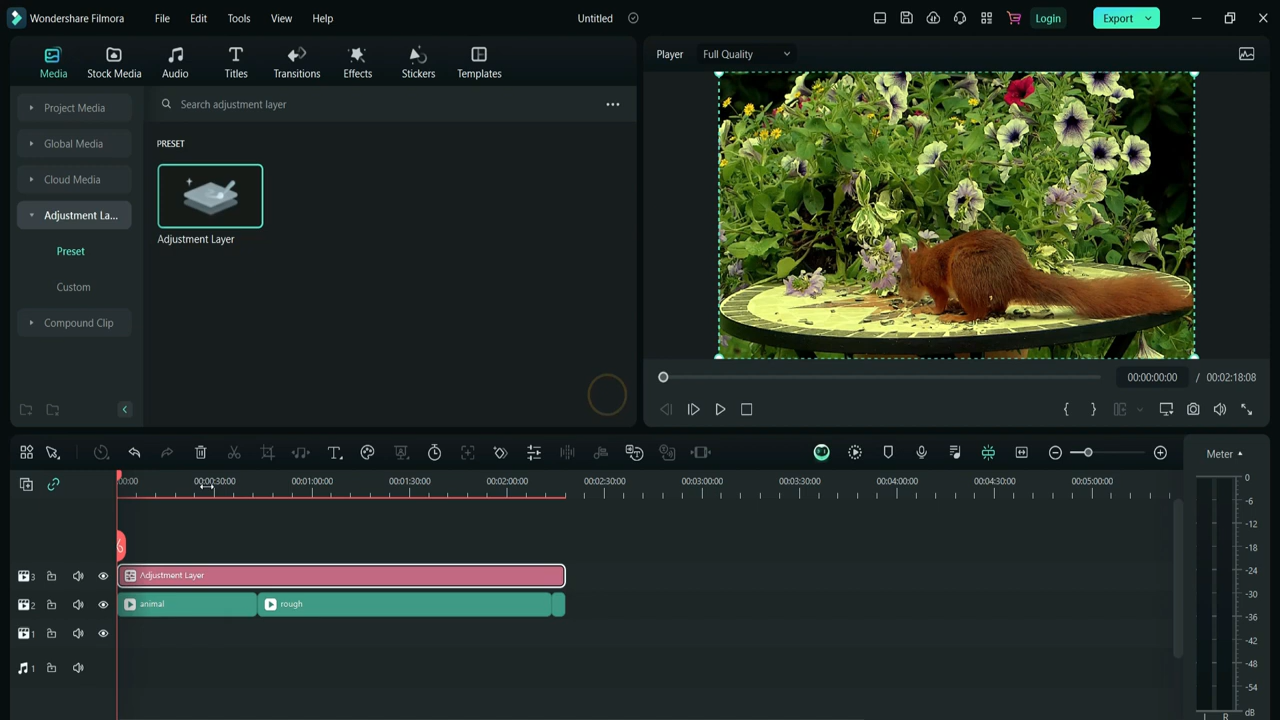 Wondershare Filmora File Edit Tools View Help Untitled Login Export
Media Stock Media Audio Titles Transitions Effects Stickers Templates
Player Full Quality
Project Media
Search adjustment layer
Global Media
PRESET
Cloud Media
Adjustment La...
Adjustment Layer
Preset
Custom
Compound Clip
00:00:00:00 / 00:02:18:08
Meter
00:00 00:00:30:00 00:01:00:00 00:01:30:00 00:02:00:00 00:02:30:00 00:03:00:00 00:03:30:00 00:04:00:00 00:04:30:00 00:05:00:00
3 Adjustment Layer
2 animal rough
1
1
0
-6
-12
-18
-24
-30
-36
-42
-48
-54
dB
L R